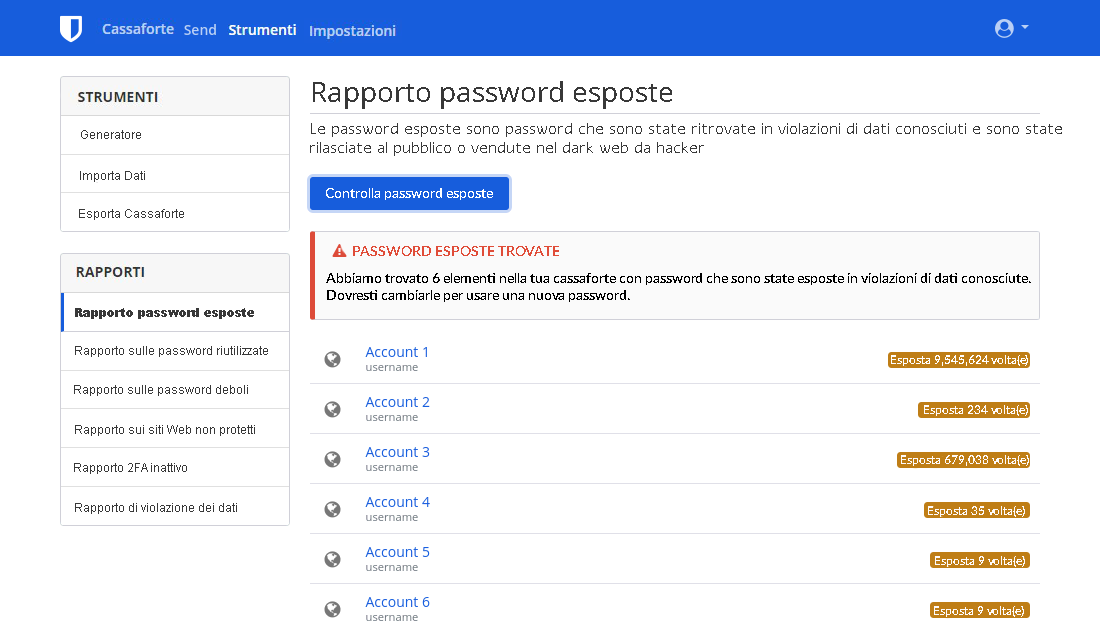 Cassaforte Send Strumenti Impostazioni
STRUMENTI
Generatore
Importa Dati
Esporta Cassaforte
RAPPORTI
Rapporto password esposte
Rapporto sulle password riutilizzate
Rapporto sulle password deboli
Rapporto sui siti Web non protetti
Rapporto 2FA inattivo
Rapporto di violazione dei dati
Rapporto password esposte
Le password esposte sono password che sono state ritrovate in violazioni di dati conosciuti e sono state
rilasciate al pubblico o vendute nel dark web da hacker
Controlla password esposte
PASSWORD ESPOSTE TROVATE
Abbiamo trovato 6 elementi nella tua cassaforte con password che sono state esposte in violazioni di dati conosciute.
Dovresti cambiarle per usare una nuova password.
Account 1
username
Esposta 9,545,624 volta(e)
Account 2
username
Esposta 234 volta(e)
Account 3
username
Esposta 679,038 volta(e)
Account 4
username
Esposta 35 volta(e)
Account 5
username
Esposta 9 volta(e)
Account 6
username
Esposta 9 volta(e)